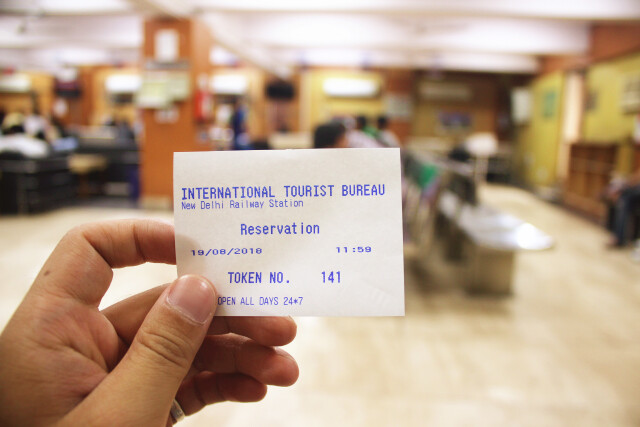 INTERNATIONAL TOURIST BUREAU
New Delhi Railway Station
Reservation
19/08/2018 11:59
TOKEN NO. 141
OPEN ALL DAYS 24*7